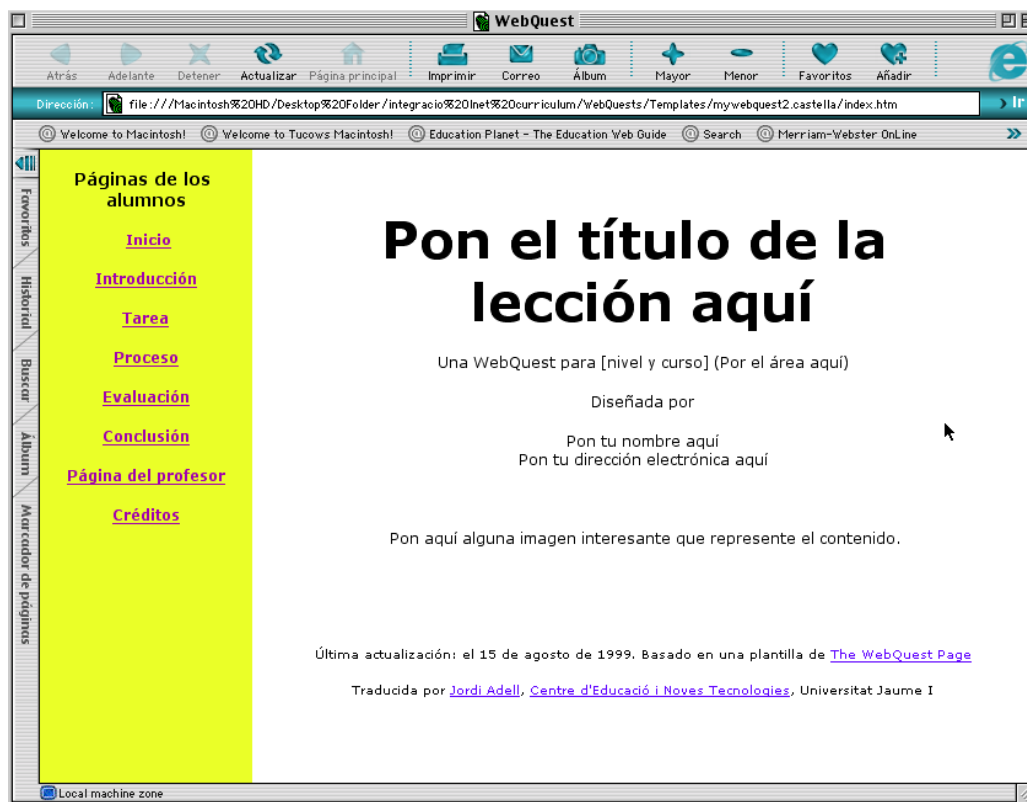 WebQuest
Atrás Adelante Detener Actualizar Página principal Imprimir Correo Álbum Mayor Menor Favoritos Añadir
Dirección: file:///Macintosh%20HD/Desktop%20Folder/integracio%20Inet%20curriculum/WebQuests/Templates/mywebquest2.castella/index.htm Ir
Welcome to Macintosh! Welcome to Tucows Macintosh! Education Planet - The Education Web Guide Search Merriam-Webster OnLine
Favoritos
Historial
Buscar
Álbum
Marcador de páginas
Páginas de los
alumnos
Inicio
Introducción
Tarea
Proceso
Evaluación
Conclusión
Página del profesor
Créditos
Pon el título de la
lección aquí
Una WebQuest para [nivel y curso] (Por el área aquí)
Diseñada por
Pon tu nombre aquí
Pon tu dirección electrónica aquí
Pon aquí alguna imagen interesante que represente el contenido.
Última actualización: el 15 de agosto de 1999. Basado en una plantilla de The WebQuest Page
Traducida por Jordi Adell, Centre d'Educació i Noves Tecnologies, Universitat Jaume I
Local machine zone